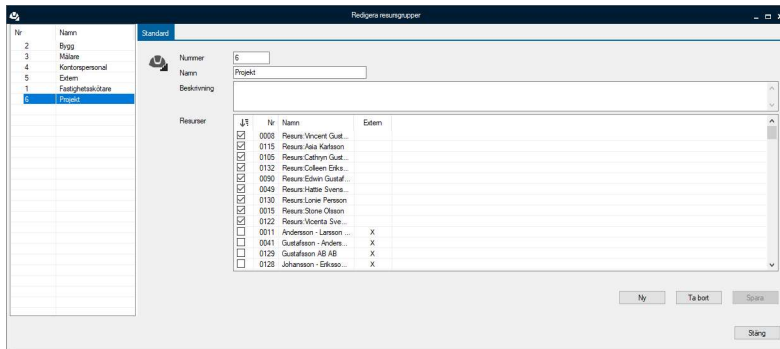 Redigera resursgrupper
Nr Namn
2 Bygg
3 Målare
4 Kontorspersonal
5 Extern
1 Fastighetsskötare
6 Projekt
Standard
Nummer 6
Namn Projekt
Beskrivning
Resurser
Nr Namn Extern
0008 Resurs:Vincent Gust...
0115 Resurs:Asia Karlsson
0105 Resurs:Cathryn Gust...
0132 Resurs:Colleen Eriks...
0090 Resurs:Edwin Gustaf...
0049 Resurs:Hattie Svens...
0130 Resurs:Lonie Persson
0015 Resurs:Stone Olsson
0122 Resurs:Vicenta Sve...
0011 Andersson - Larsson ... X
0041 Gustafsson - Anders... X
0129 Gustafsson AB AB X
0128 Johansson - Eriksso... X
Ny Ta bort Spara
Stäng